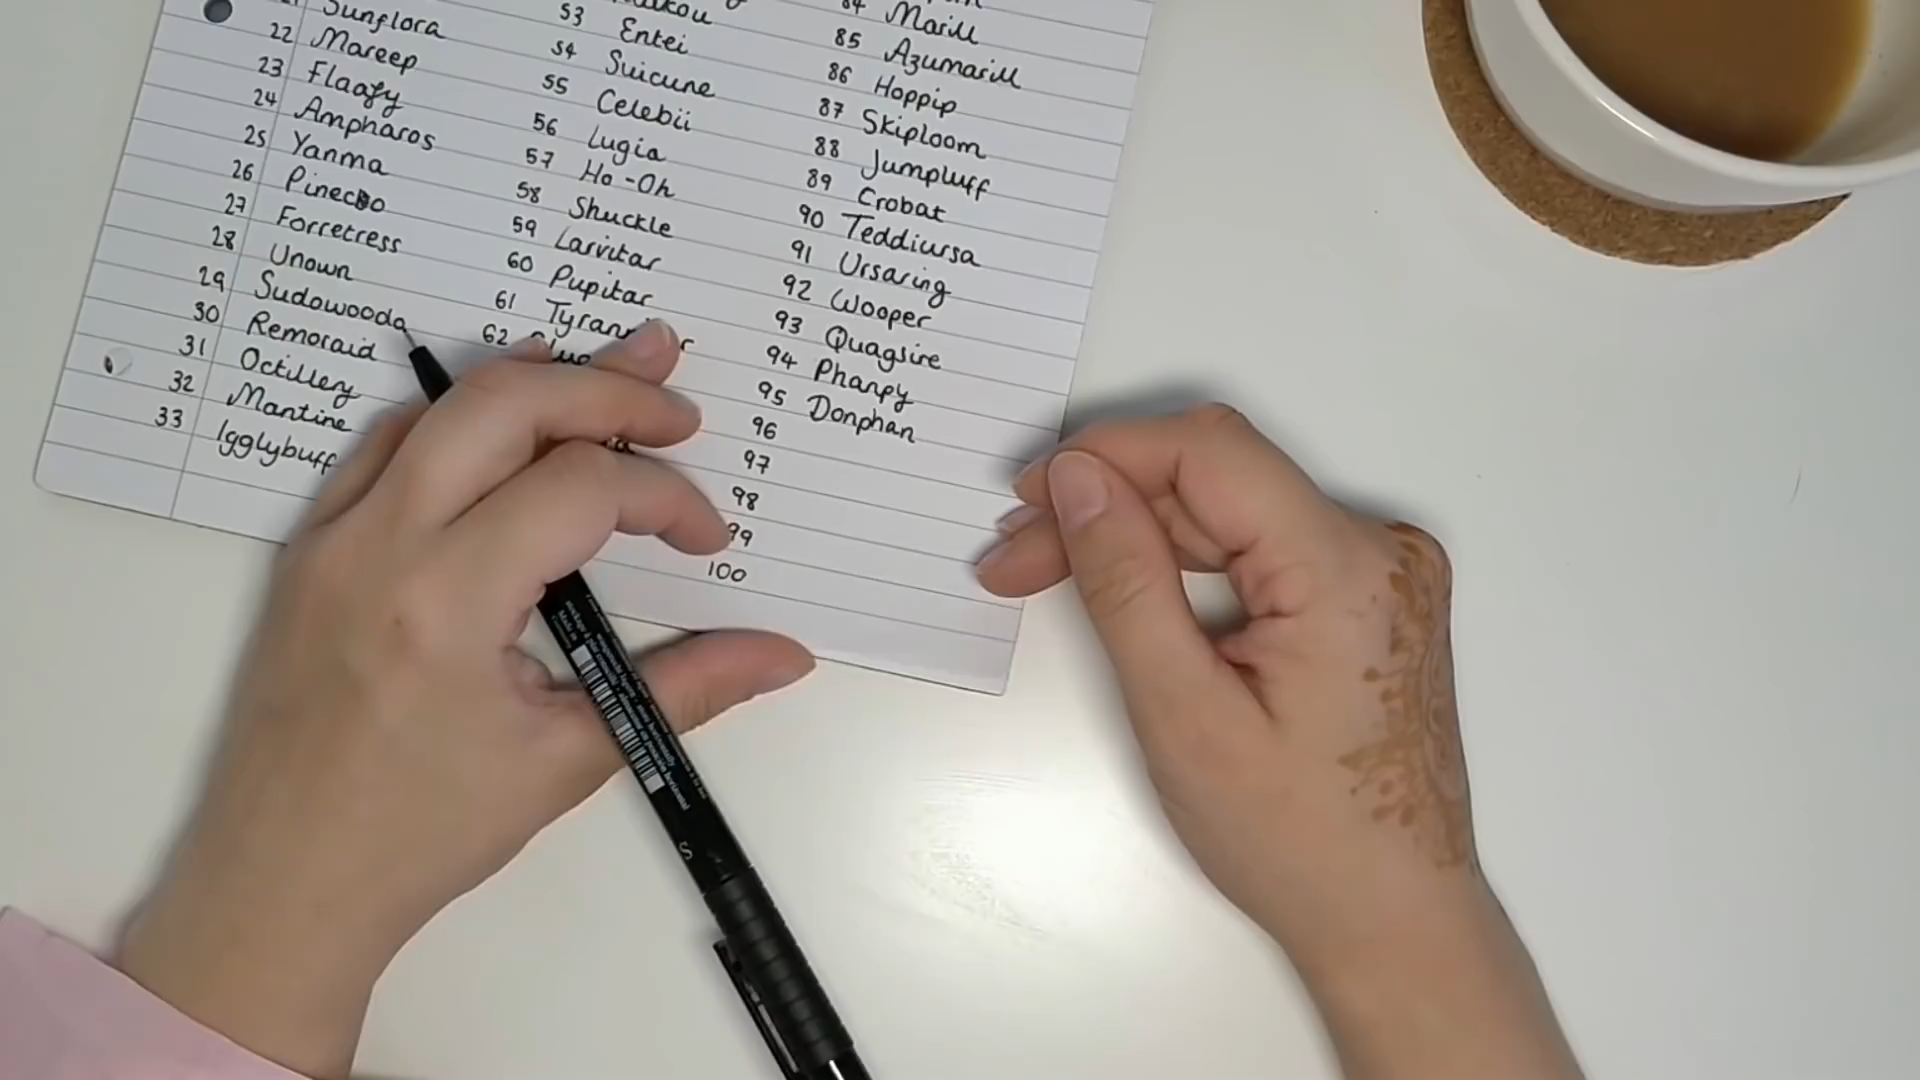 Sunflora
22 Mareep
23 Flaafy
24 Ampharos
25 Yanma
26 Pineco
27 Forretress
28 Unown
29 Sudowoodo
30 Remoraid
31 Octillery
32 Mantine
33 Igglybuff
53 Entei
54 Suicune
55 Celebii
56 Lugia
57 Ho-Oh
58 Shuckle
59 Larvitar
60 Pupitar
61
62
84 Marill
85 Azumarill
86 Hoppip
87 Skiploom
88 Jumpluff
89 Crobat
90 Teddiursa
91 Ursaring
92 Wooper
93 Quagsire
94 Phanpy
95 Donphan
96
97
98
99
100